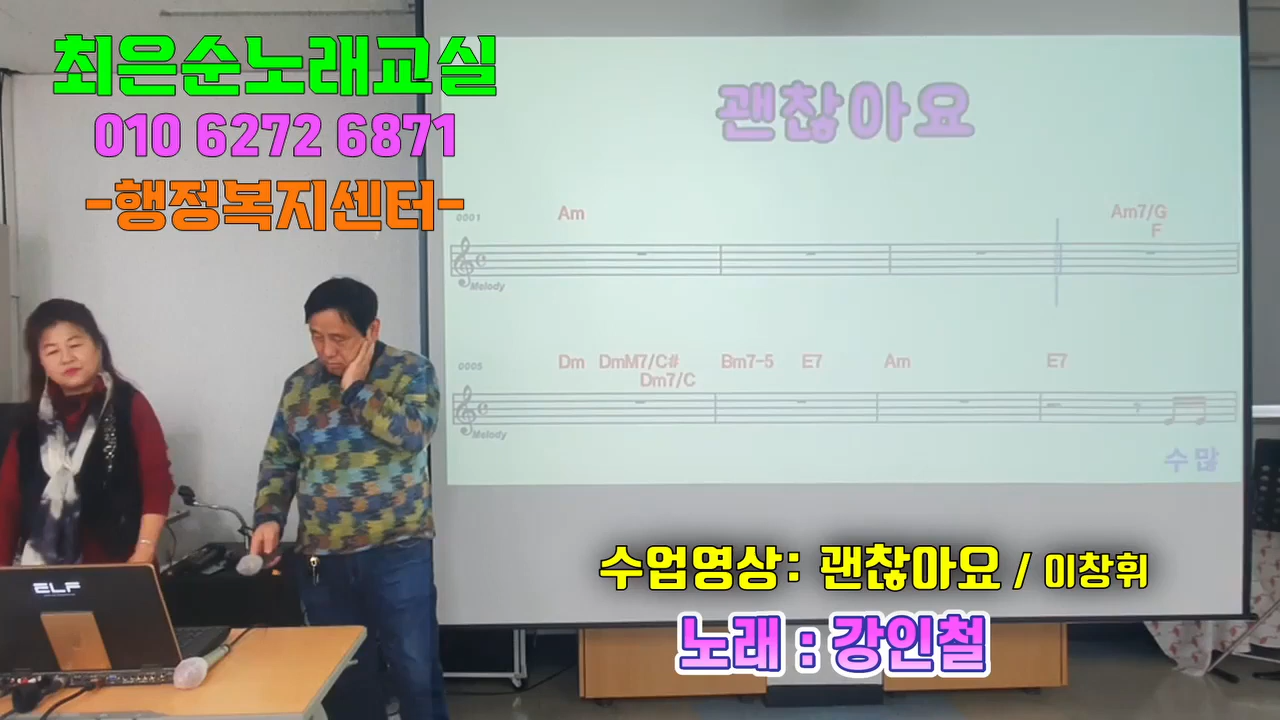 최은순노래교실
010 6272 6871
-행정복지센터-
괜찮아요
0001 Am Am7/G
F
Melody
0005 Dm DmM7/C# Bm7-5 E7 Am E7
Dm7/C
Melody
수많
ELF
수업영상: 괜찮아요 / 이창휘
노래 : 강인철